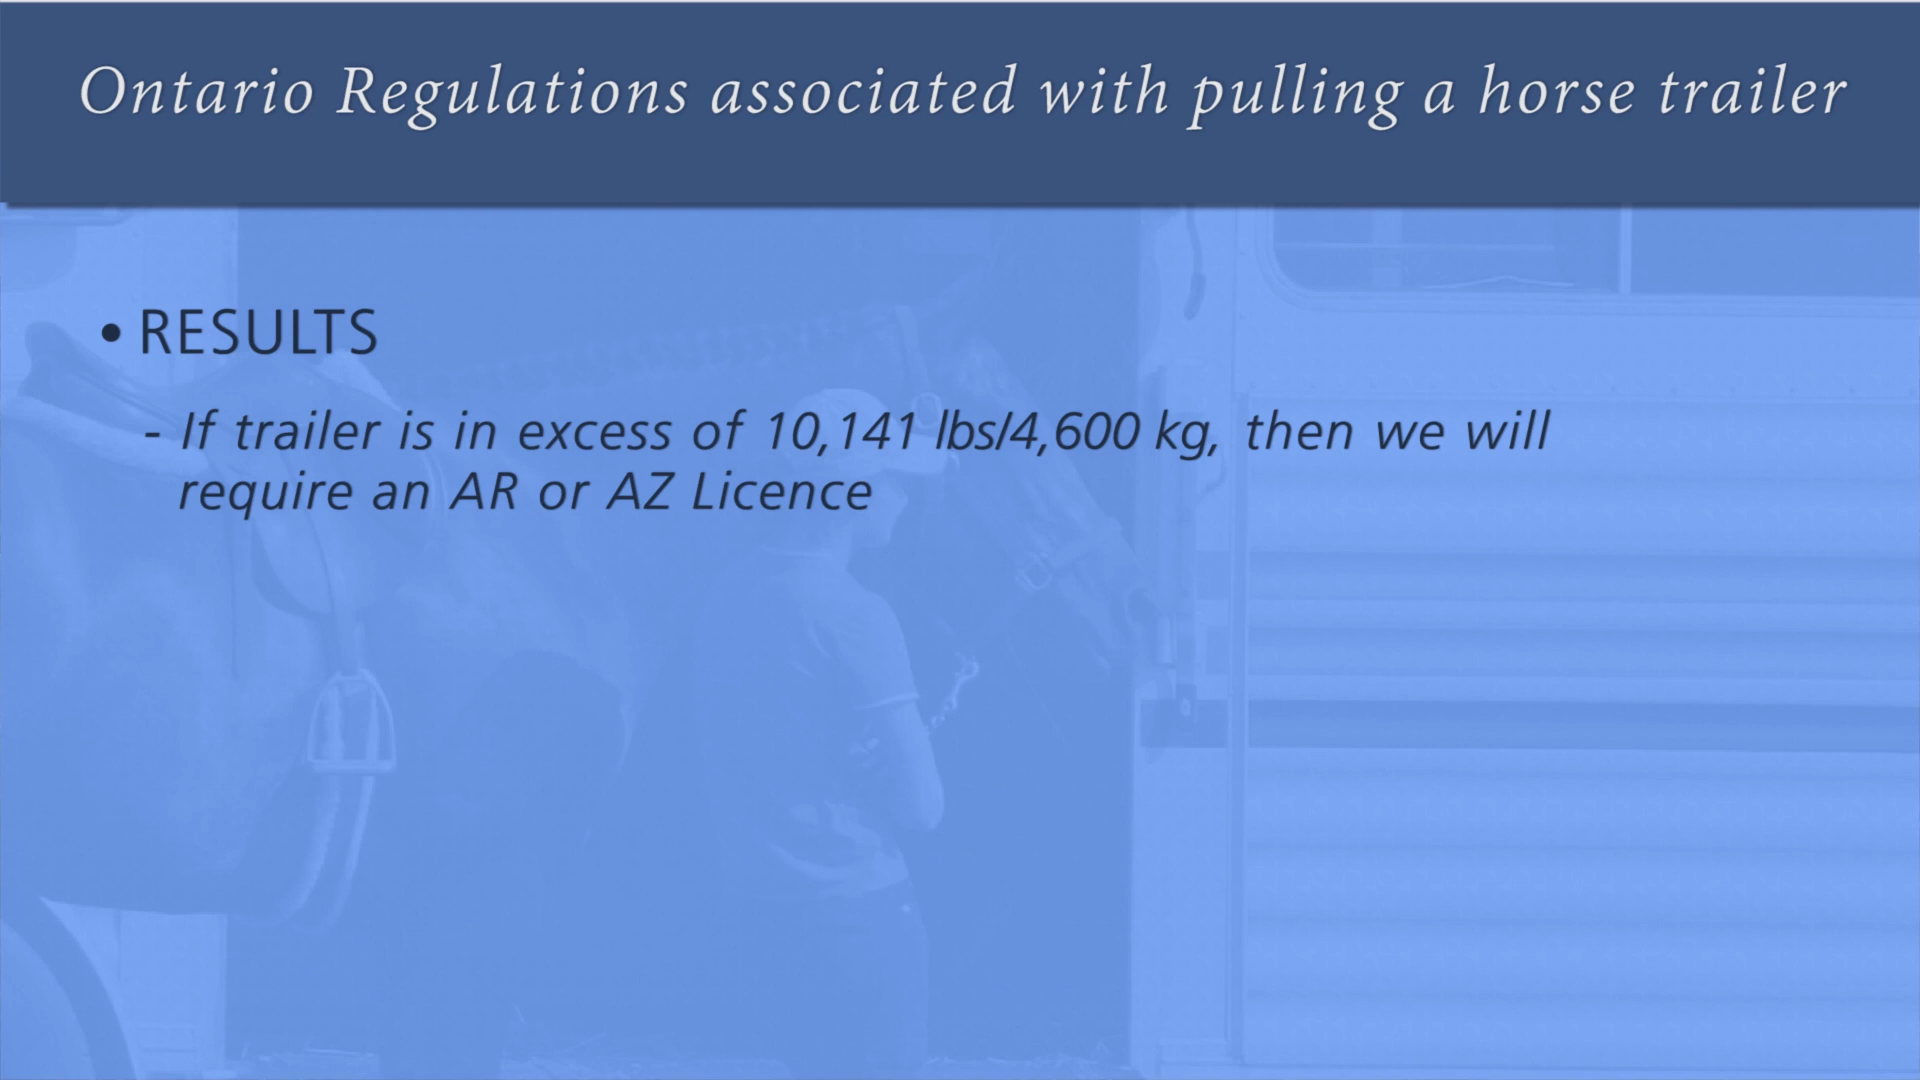 Ontario Regulations associated with pulling a horse trailer
• RESULTS
- If trailer is in excess of 10,141 lbs/4,600 kg, then we will
require an AR or AZ Licence